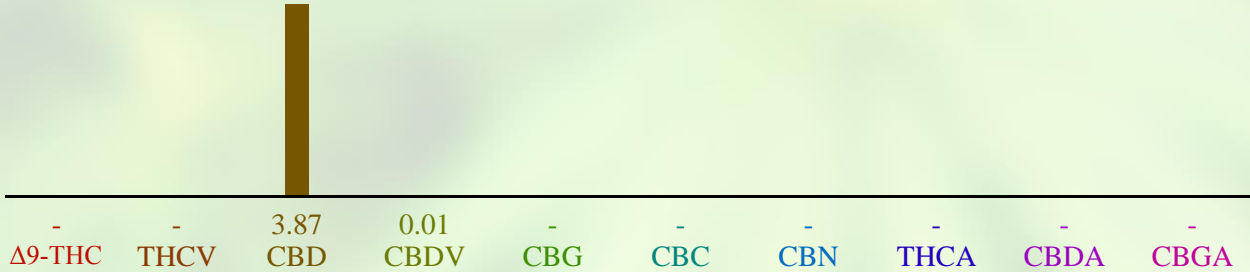 - - 3.87 0.01 - - - - - -
Δ9-THC THCV CBD CBDV CBG CBC CBN THCA CBDA CBGA